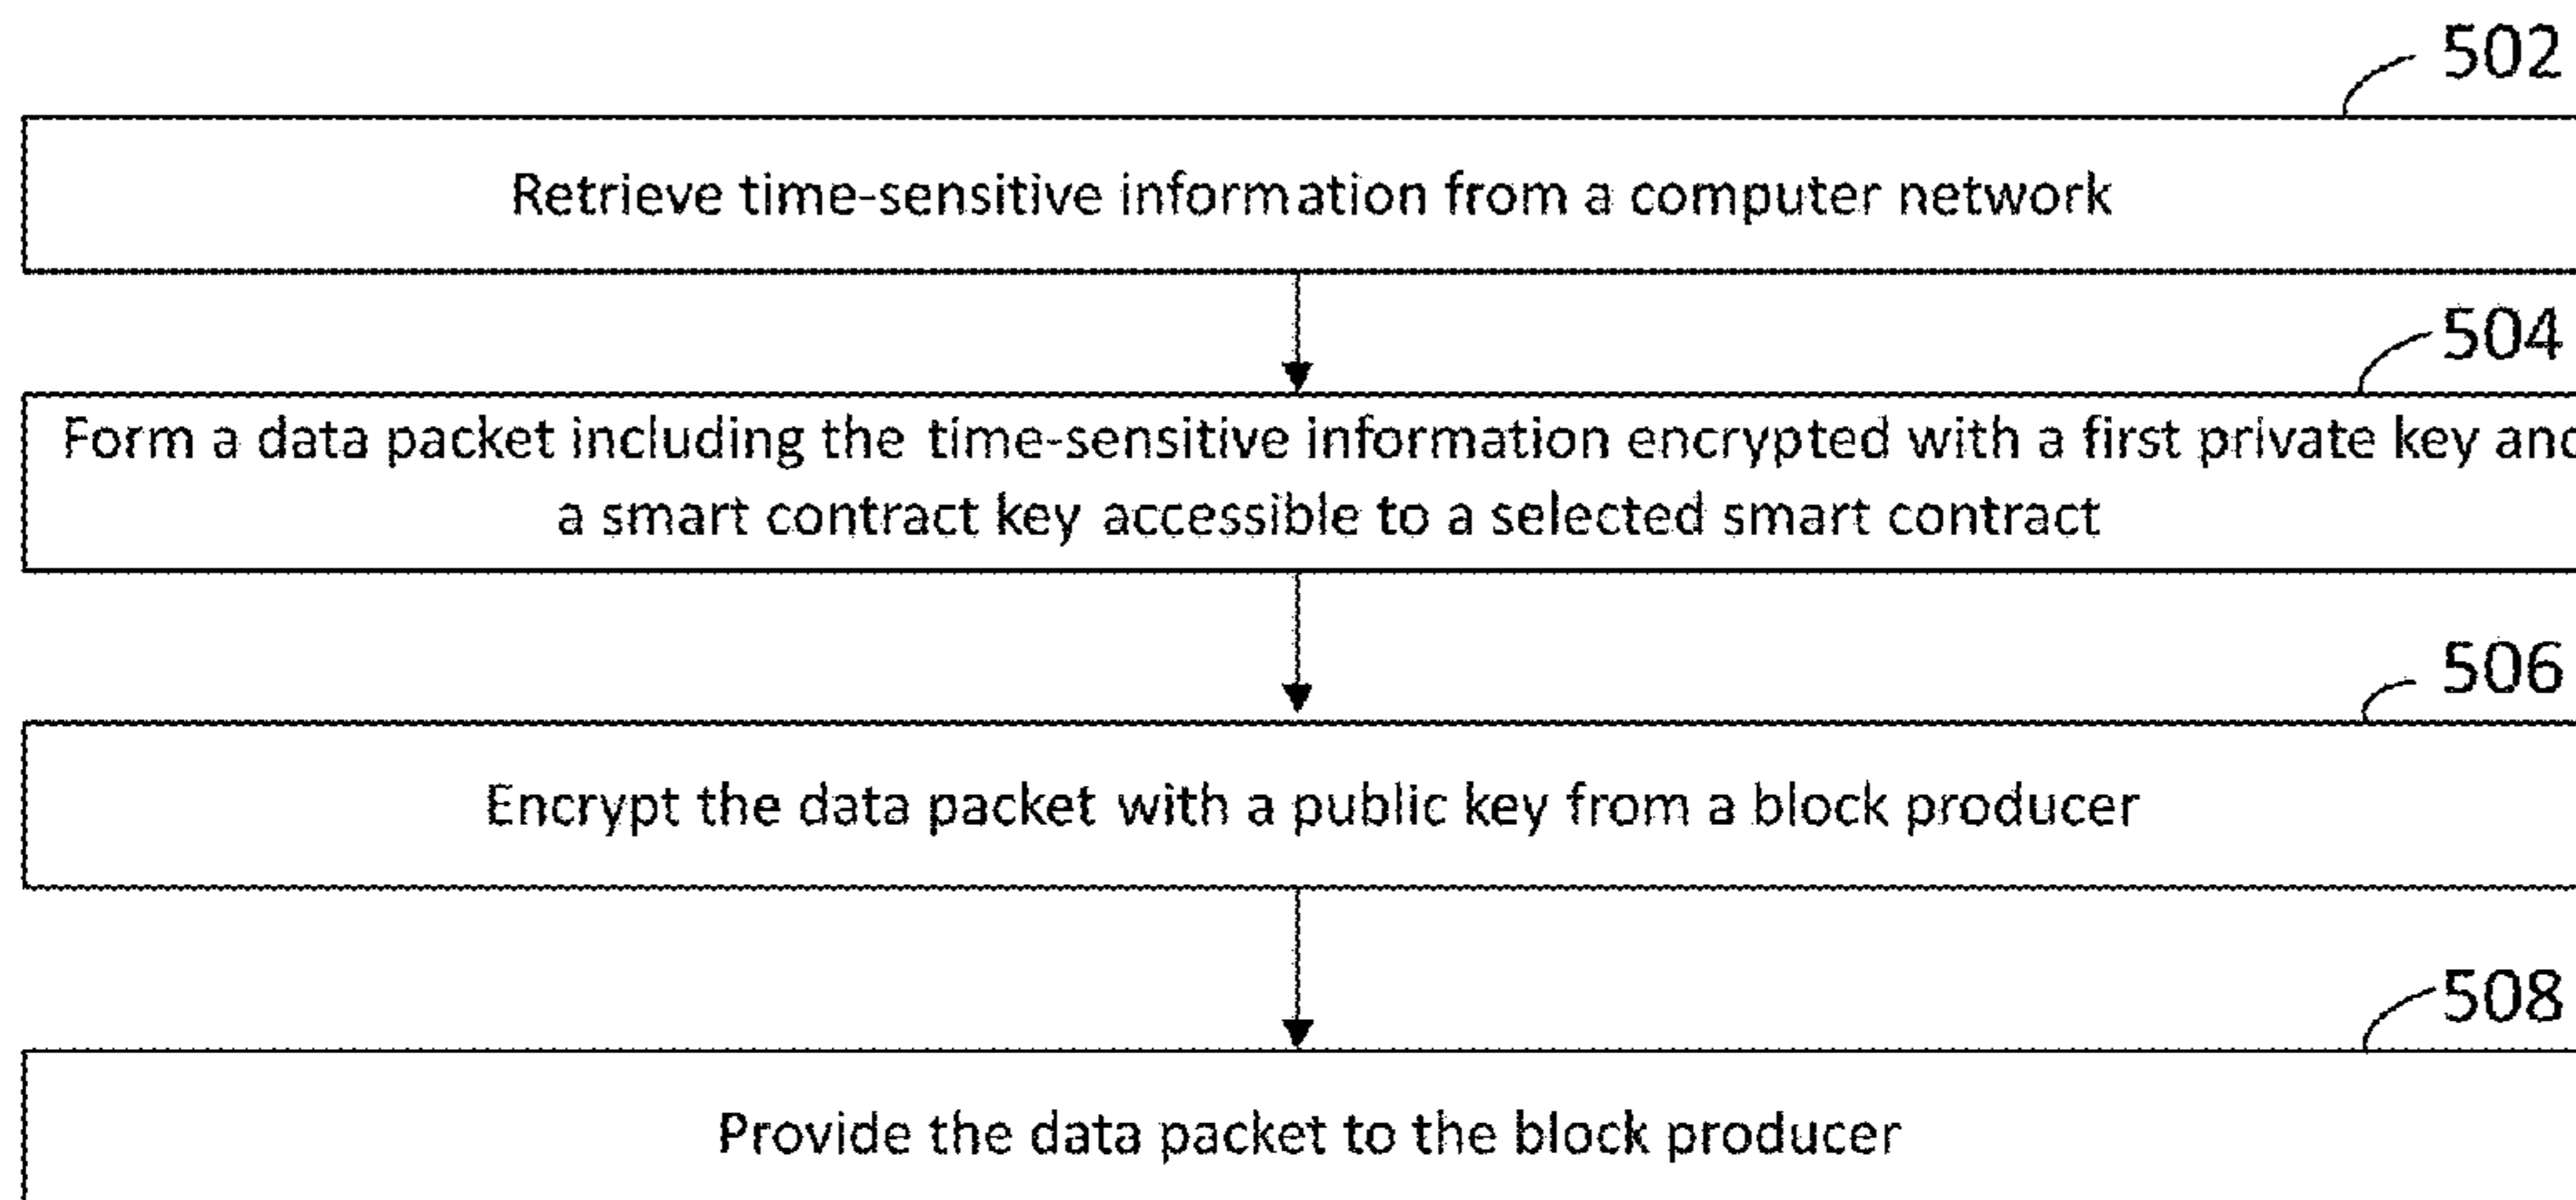 502
Retrieve time-sensitive information from a computer network
504
Form a data packet including the time-sensitive information encrypted with a first private key and
a smart contract key accessible to a selected smart contract
506
Encrypt the data packet with a public key from a block producer
508
Provide the data packet to the block producer